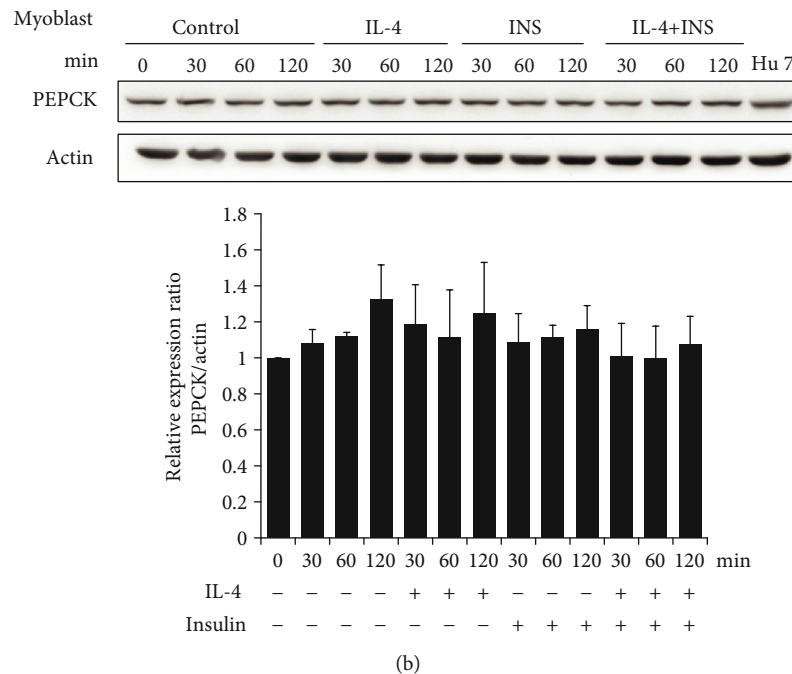 Myoblast
Control IL-4 INS IL-4+INS
min 0 30 60 120 30 60 120 30 60 120 30 60 120 Hu 7
PEPCK
Actin
Relative expression ratio
PEPCK/actin
1.8
1.6
1.4
1.2
1
0.8
0.6
0.4
0.2
0
0 30 60 120 30 60 120 30 60 120 30 60 120 min
IL-4 – – – – + + + – – – + + +
Insulin – – – – – – – + + + + + +
(b)